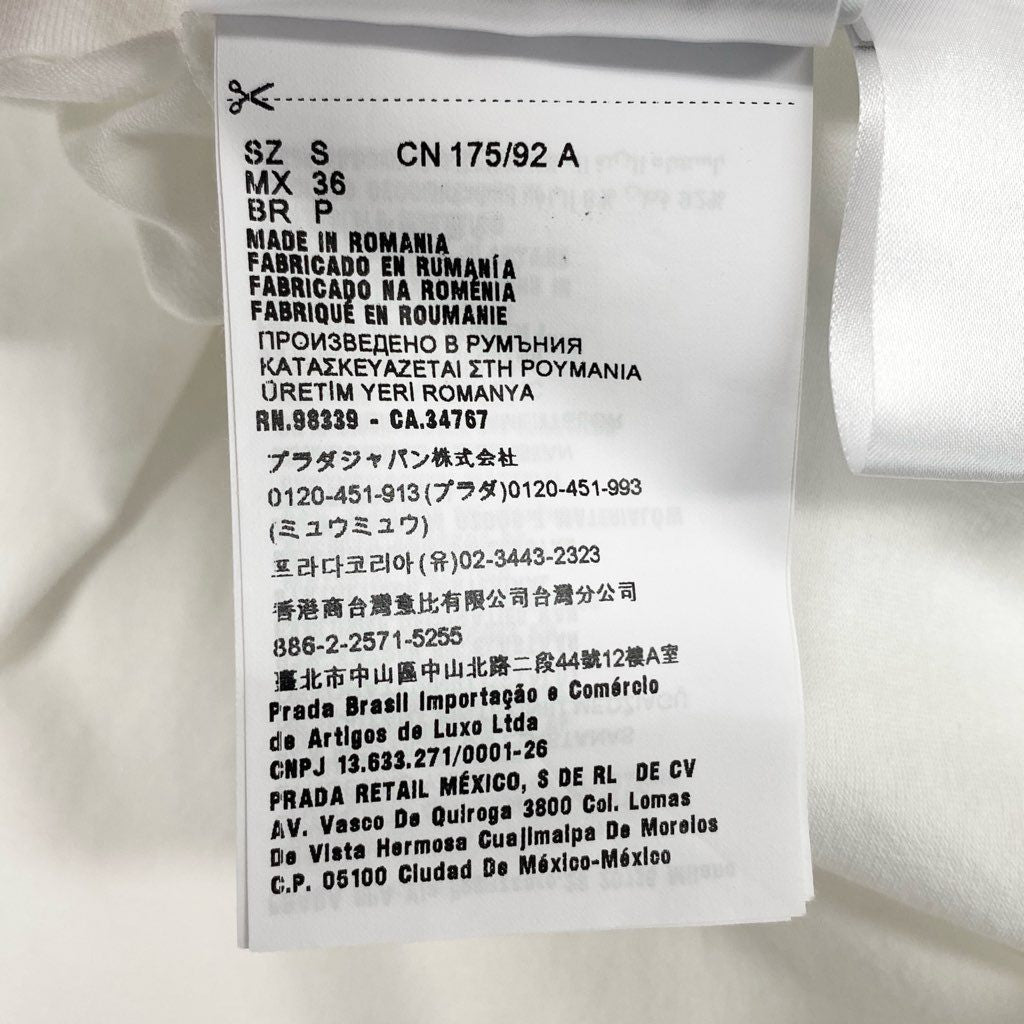 SZ S CN 175/92 A
MX 36
BR P
MADE IN ROMANIA
FABRICADO EN RUMANÍA
FABRICADO NA ROMÉNIA
FABRIQUÉ EN ROUMANIE
ПРОИЗВЕДЕНО В РУМЪНИЯ
ΚΑΤΑΣΚΕΥΑΖΕΤΑΙ ΣΤΗ ΡΟΥΜΑΝΙΑ
ÜRETİM YERİ ROMANYA
RN.98339 - CA.34767
プラダジャパン株式会社
0120-451-913(プラダ)0120-451-993
(ミュウミュウ)
프라다코리아(유)02-3443-2323
香港商台灣意比有限公司台灣分公司
886-2-2571-5255
臺北市中山區中山北路二段44號12樓A室
Prada Brasil Importação e Comércio
de Artigos de Luxo Ltda
CNPJ 13.633.271/0001-26
PRADA RETAIL MÉXICO, S DE RL DE CV
AV. Vasco De Quiroga 3800 Col. Lomas
De Vista Hermosa Cuajimalpa De Morelos
C.P. 05100 Ciudad De México-México